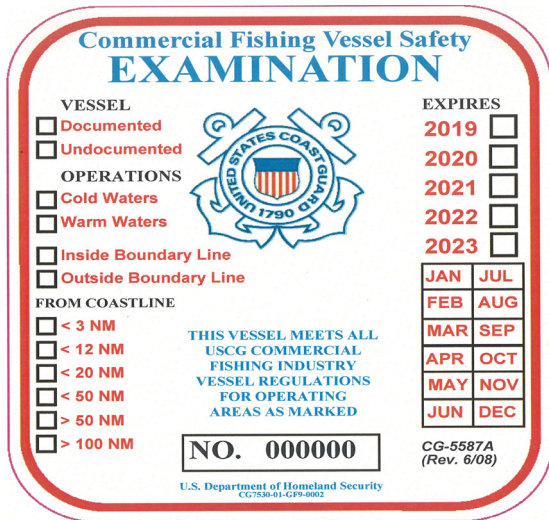 Commercial Fishing Vessel Safety
EXAMINATION
VESSEL
Documented
Undocumented
OPERATIONS
Cold Waters
Warm Waters
Inside Boundary Line
Outside Boundary Line
FROM COASTLINE
< 3 NM
< 12 NM
< 20 NM
< 50 NM
> 50 NM
> 100 NM
UNITED STATES COAST GUARD
1790
THIS VESSEL MEETS ALL
USCG COMMERCIAL
FISHING INDUSTRY
VESSEL REGULATIONS
FOR OPERATING
AREAS AS MARKED
NO. 000000
U.S. Department of Homeland Security
CG7530-01-GF9-0002
EXPIRES
2019
2020
2021
2022
2023
JAN JUL
FEB AUG
MAR SEP
APR OCT
MAY NOV
JUN DEC
CG-5587A
(Rev. 6/08)